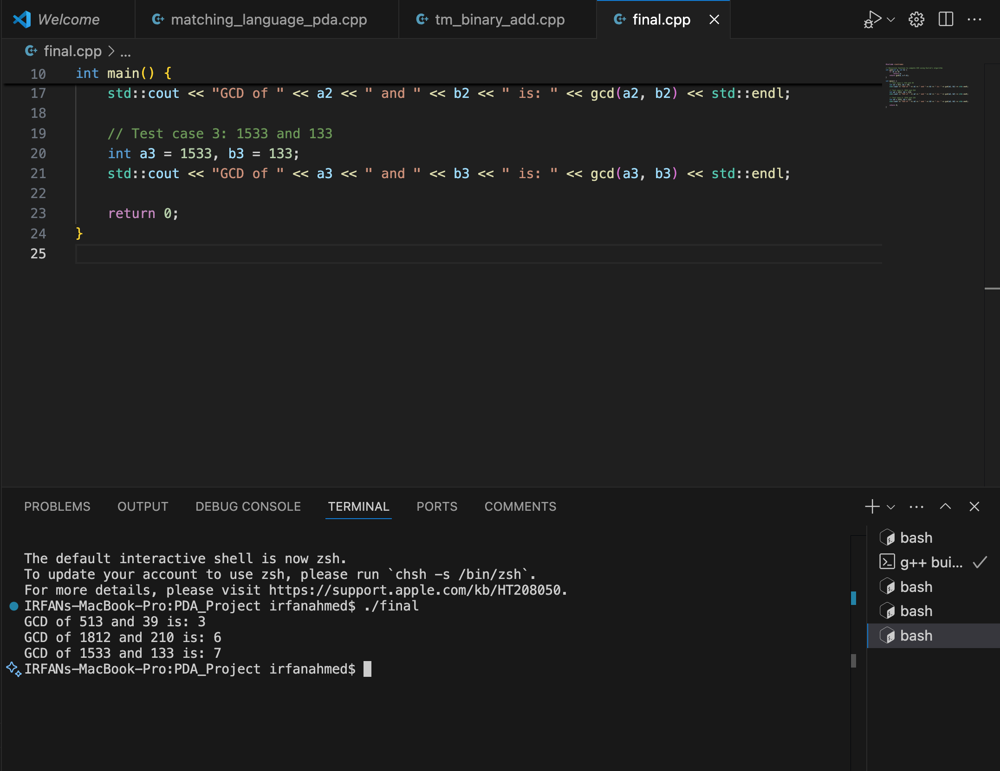 Welcome
matching_language_pda.cpp
tm_binary_add.cpp
final.cpp
final.cpp > ...
10 int main() {
17 std::cout << "GCD of " << a2 << " and " << b2 << " is: " << gcd(a2, b2) << std::endl;
18
19 // Test case 3: 1533 and 133
20 int a3 = 1533, b3 = 133;
21 std::cout << "GCD of " << a3 << " and " << b3 << " is: " << gcd(a3, b3) << std::endl;
22
23 return 0;
24 }
25
PROBLEMS OUTPUT DEBUG CONSOLE TERMINAL PORTS COMMENTS
The default interactive shell is now zsh.
To update your account to use zsh, please run `chsh -s /bin/zsh`.
For more details, please visit https://support.apple.com/kb/HT208050.
IRFANs-MacBook-Pro:PDA_Project irfanahmed$ ./final
GCD of 513 and 39 is: 3
GCD of 1812 and 210 is: 6
GCD of 1533 and 133 is: 7
IRFANs-MacBook-Pro:PDA_Project irfanahmed$
bash
g++ bui...
bash
bash
bash